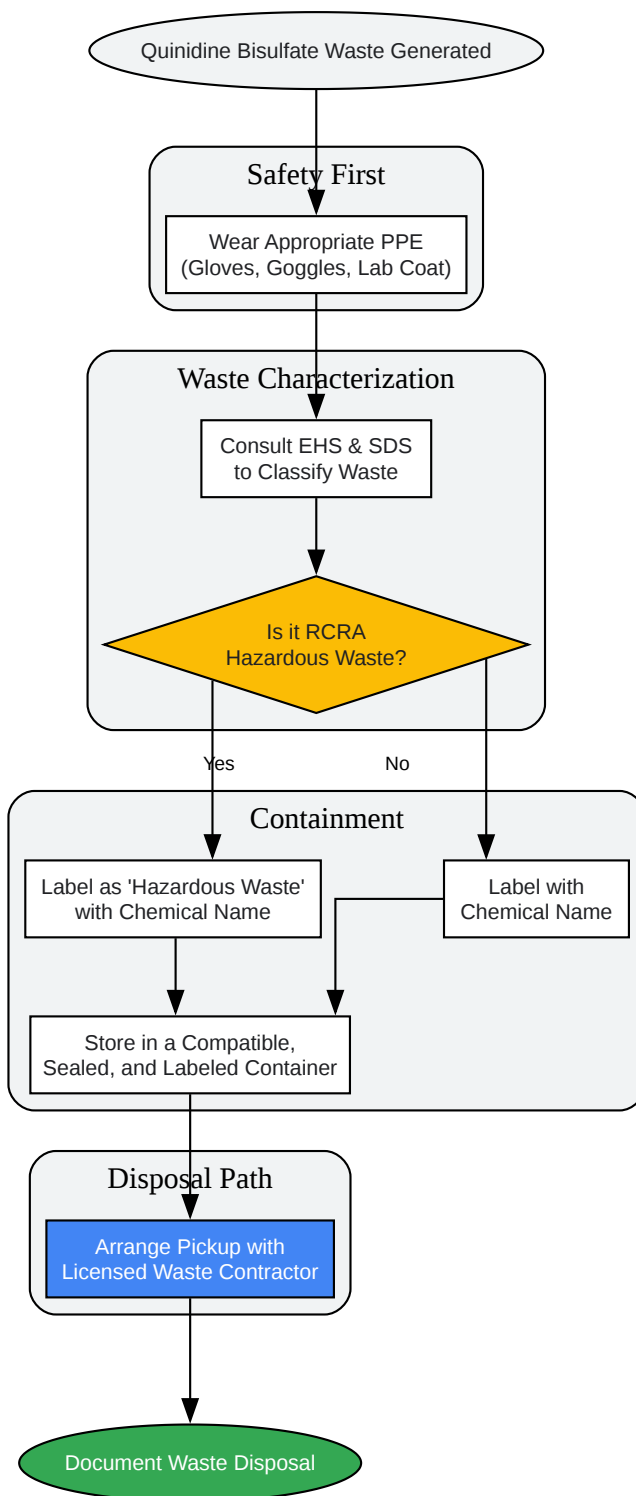 Quinidine Bisulfate Waste Generated
Safety First
Wear Appropriate PPE
(Gloves, Goggles, Lab Coat)
Waste Characterization
Consult EHS & SDS
to Classify Waste
Is it RCRA
Hazardous Waste?
Yes
No
Containment
Label as 'Hazardous Waste'
with Chemical Name
Label with
Chemical Name
Store in a Compatible,
Sealed, and Labeled Container
Disposal Path
Arrange Pickup with
Licensed Waste Contractor
Document Waste Disposal